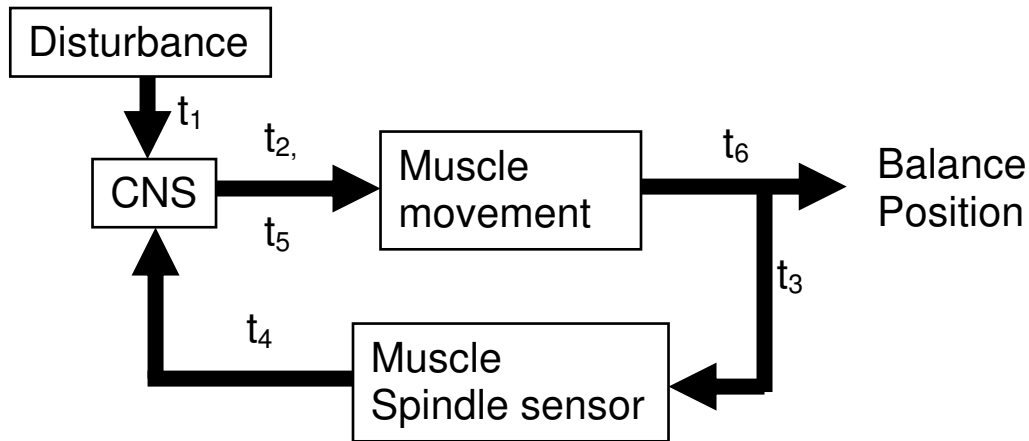 Disturbance
t₁
CNS
t₂,
t₅
Muscle
movement
t₆
Balance
Position
t₃
t₄
Muscle
Spindle sensor